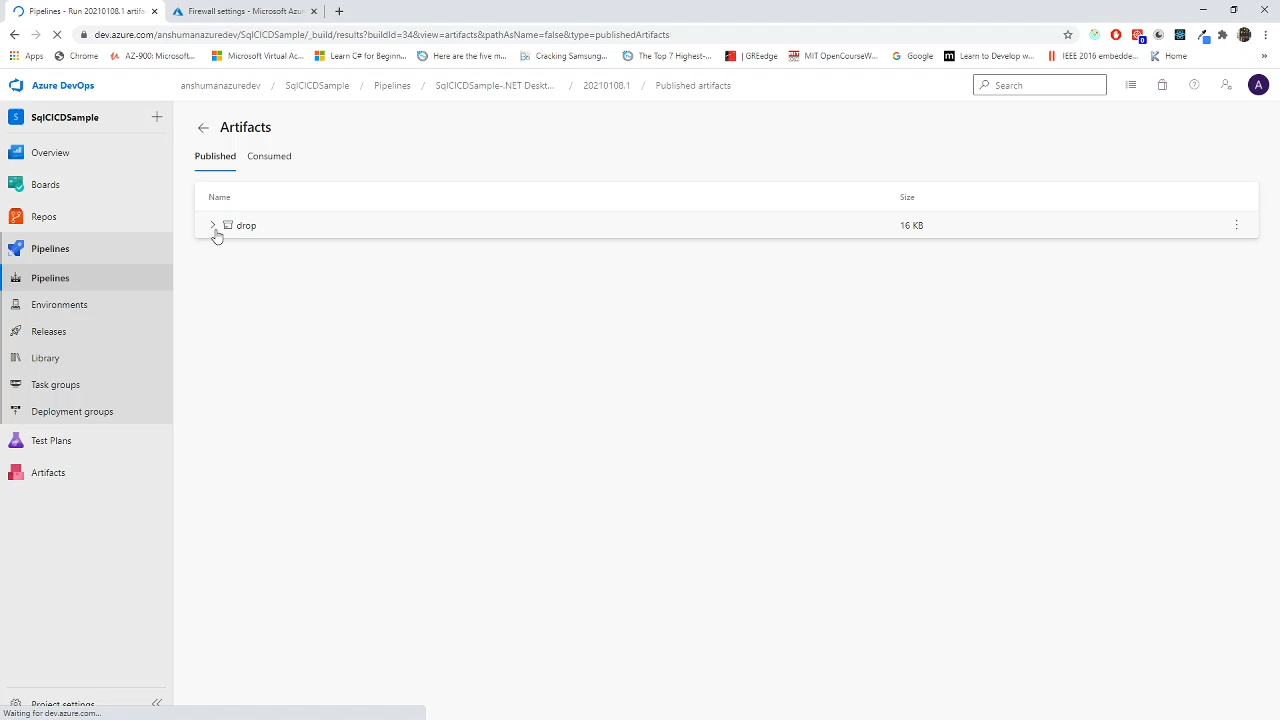 Pipelines - Run 20210108.1 artifa
Firewall settings - Microsoft Azu
dev.azure.com/anshumanazuredev/SqlCICDSample/_build/results?buildId=34&view=artifacts&pathAsName=false&type=publishedArtifacts
Apps Chrome AZ-900: Microsoft... Microsoft Virtual Ac... Learn C# for Beginn... Here are the five m... Cracking Samsung... The Top 7 Highest-... | GREedge MIT OpenCourseW... Google Learn to Develop w... IEEE 2016 embedde... Home »
Azure DevOps anshumanazuredev / SqlCICDSample / Pipelines / SqlCICDSample-.NET Deskt... / 20210108.1 / Published artifacts Search A
S SqlCICDSample
Artifacts
Overview
Published Consumed
Boards
Name Size
Repos
drop 16 KB
Pipelines
Pipelines
Environments
Releases
Library
Task groups
Deployment groups
Test Plans
Artifacts
Project settings
Waiting for dev.azure.com...